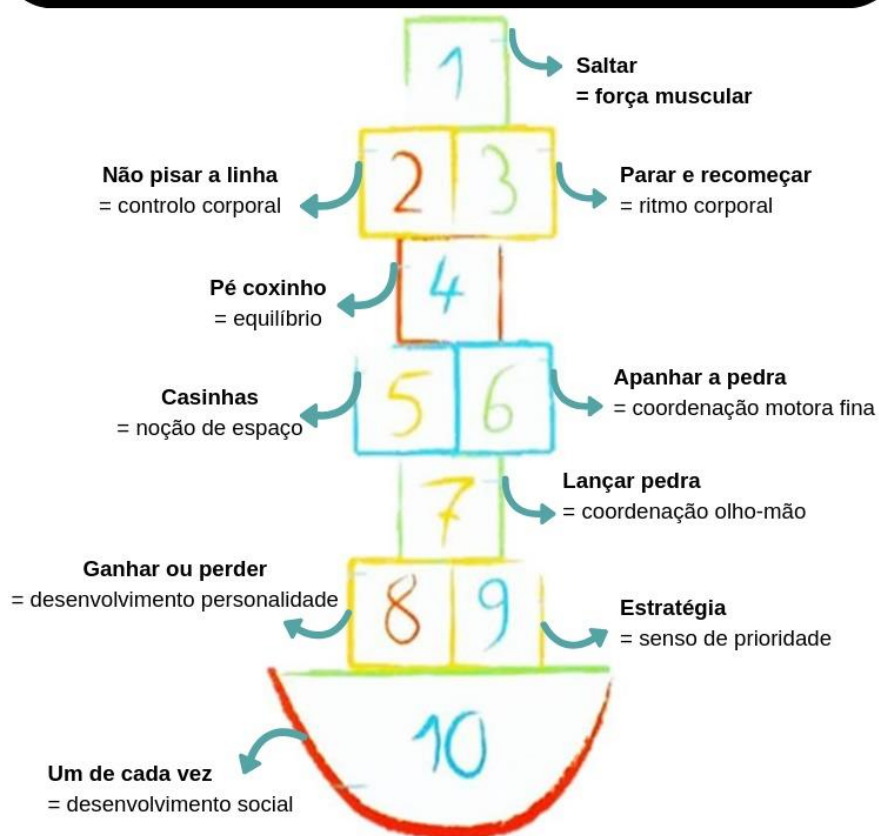 1
Saltar
= força muscular
2 3
Não pisar a linha
= controlo corporal
Parar e recomeçar
= ritmo corporal
4
Pé coxinho
= equilíbrio
5 6
Casinhas
= noção de espaço
Apanhar a pedra
= coordenação motora fina
7
Lançar pedra
= coordenação olho-mão
8 9
Ganhar ou perder
= desenvolvimento personalidade
Estratégia
= senso de prioridade
10
Um de cada vez
= desenvolvimento social